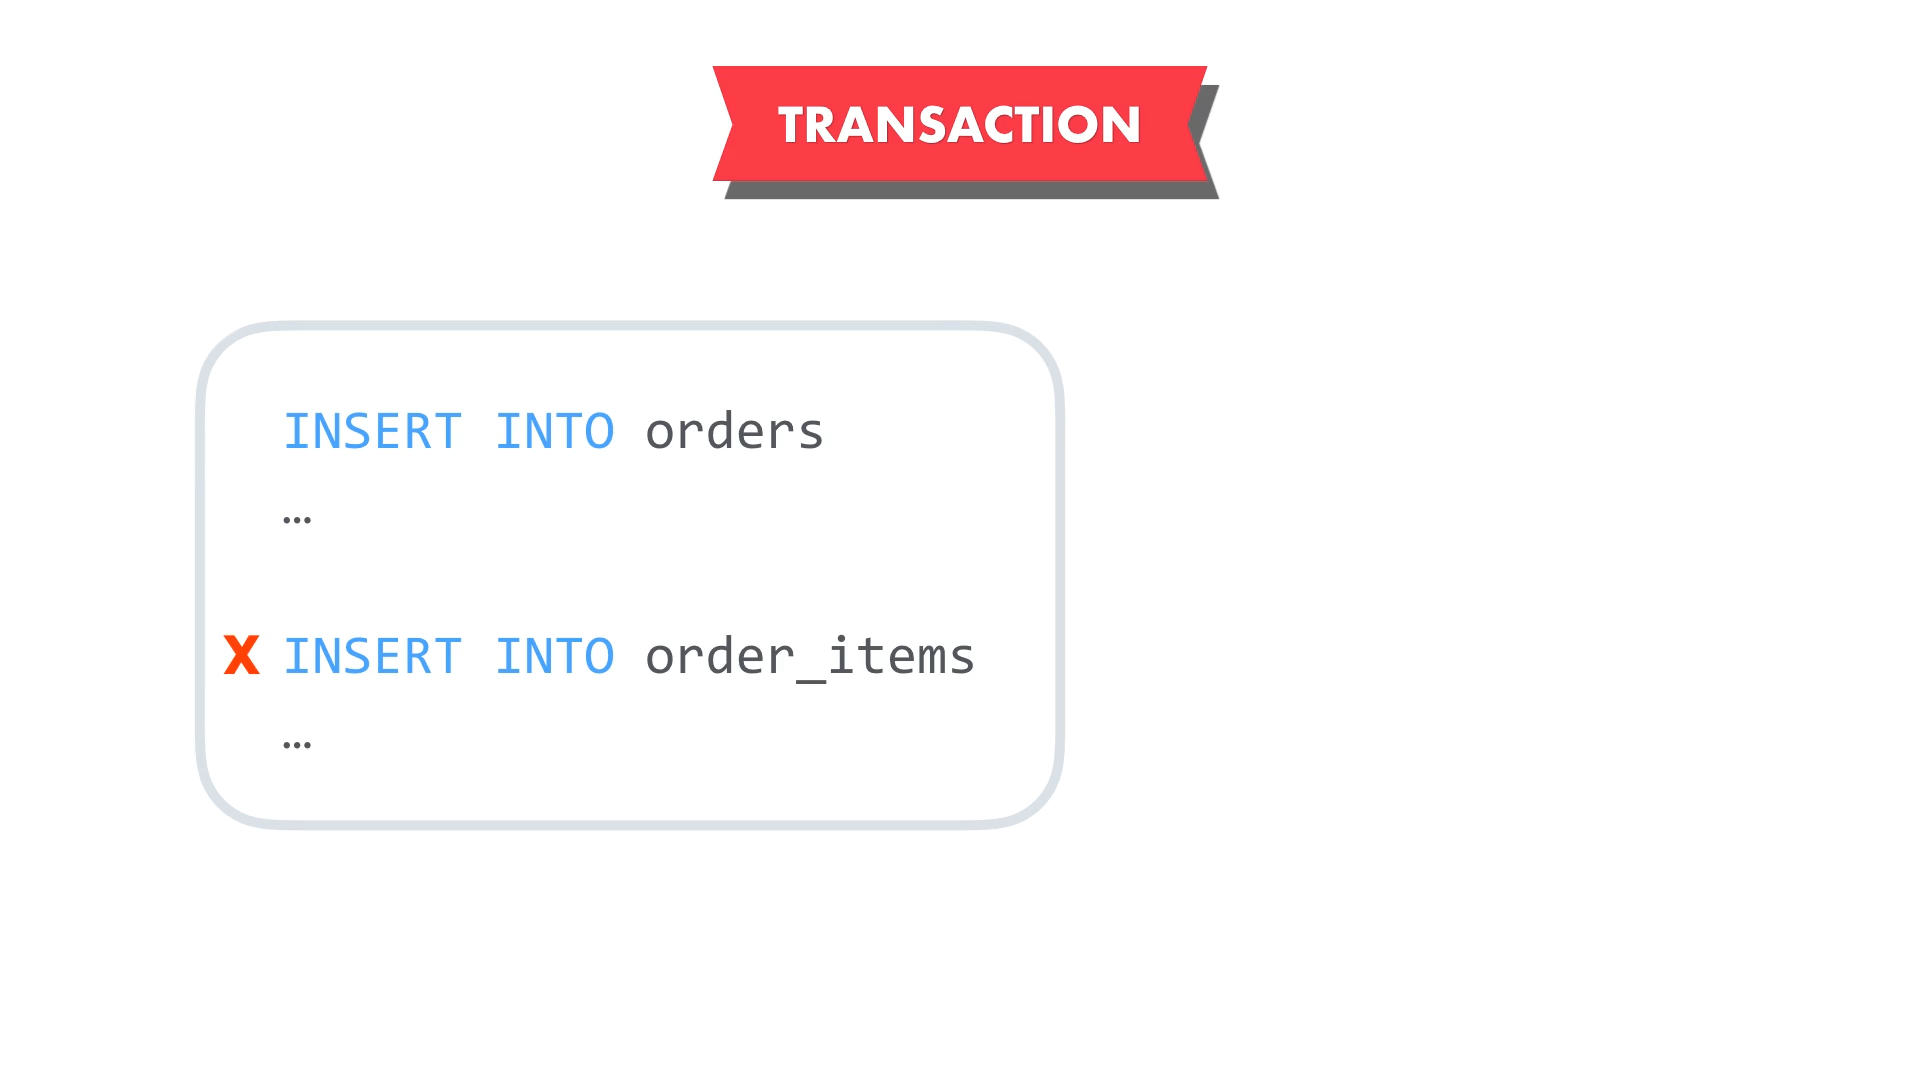 TRANSACTION
INSERT INTO orders
…
X INSERT INTO order_items
…